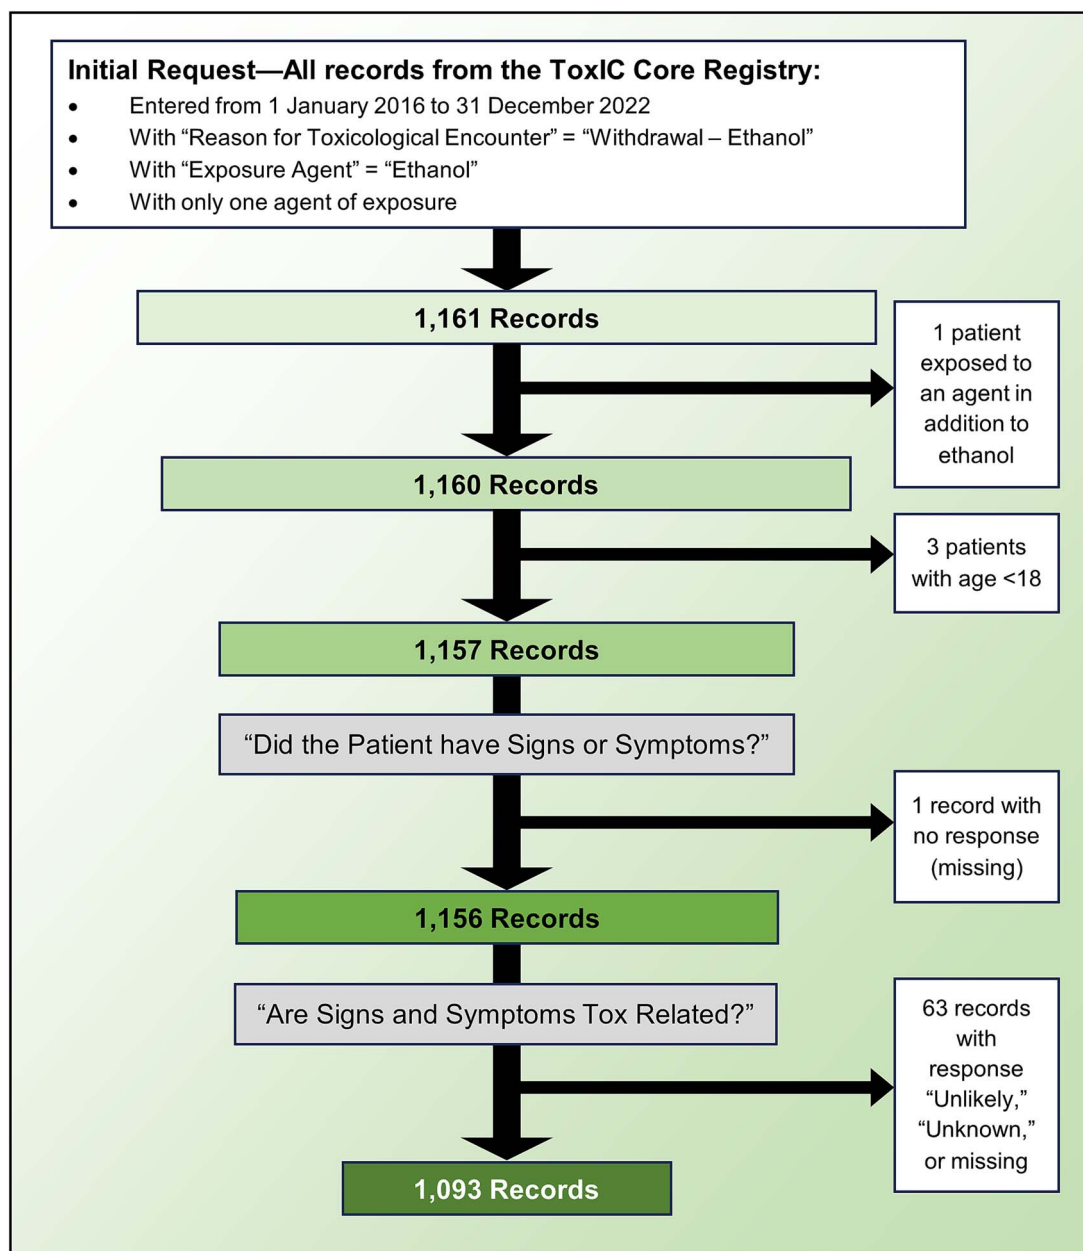 Initial Request—All records from the ToxIC Core Registry:
• Entered from 1 January 2016 to 31 December 2022
• With “Reason for Toxicological Encounter” = “Withdrawal – Ethanol”
• With “Exposure Agent” = “Ethanol”
• With only one agent of exposure
1,161 Records
1 patient
exposed to
an agent in
addition to
ethanol
1,160 Records
3 patients
with age <18
1,157 Records
“Did the Patient have Signs or Symptoms?”
1 record with
no response
(missing)
1,156 Records
“Are Signs and Symptoms Tox Related?”
63 records
with
response
“Unlikely,”
“Unknown,”
or missing
1,093 Records